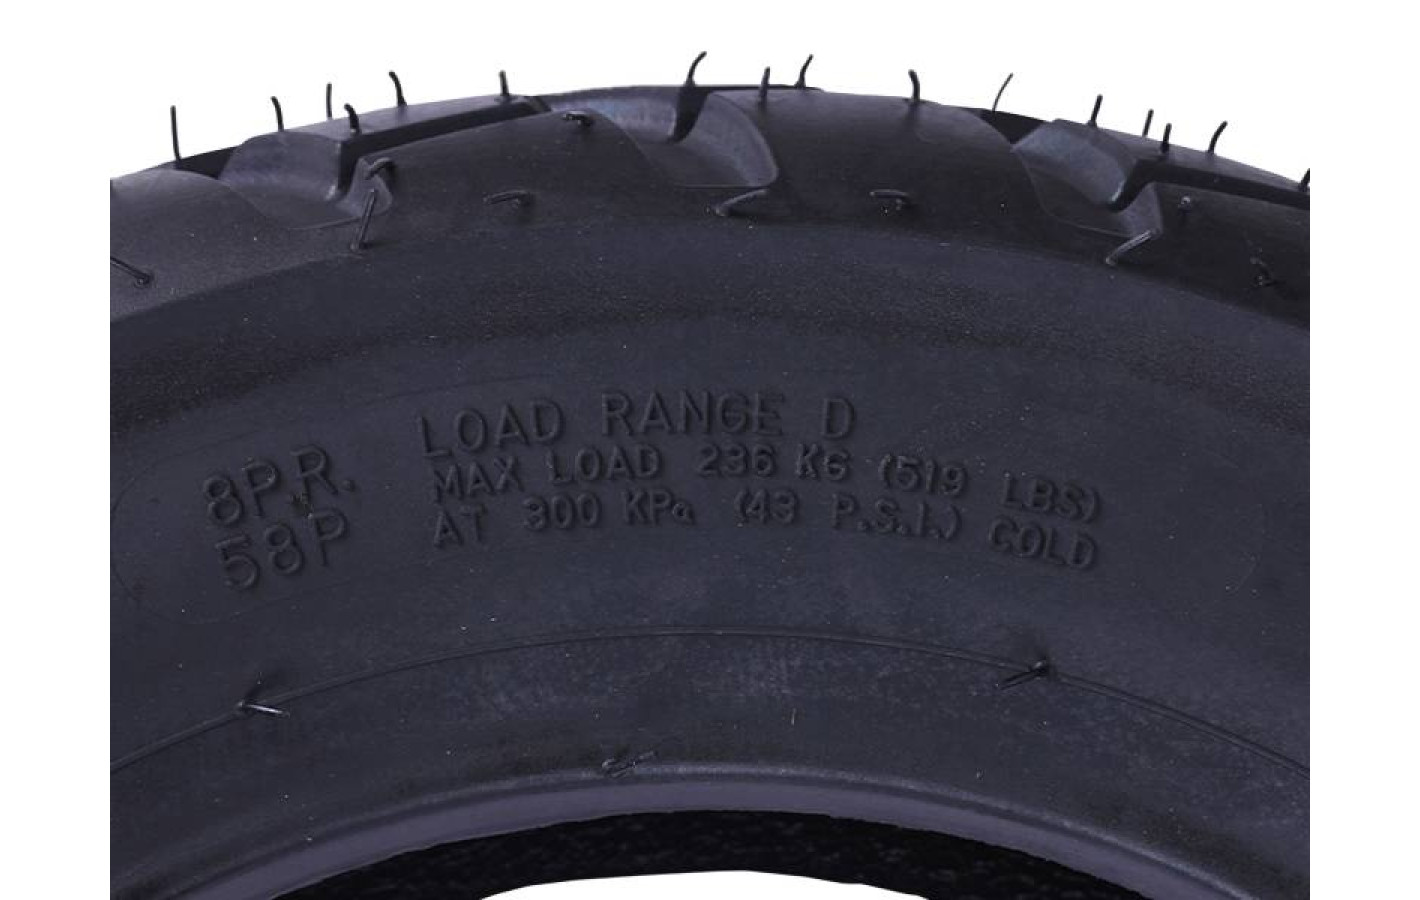 8P.R.
58P
LOAD RANGE D
MAX LOAD 236 KG (519 LBS)
AT 300 KPa (43 P.S.I.) COLD